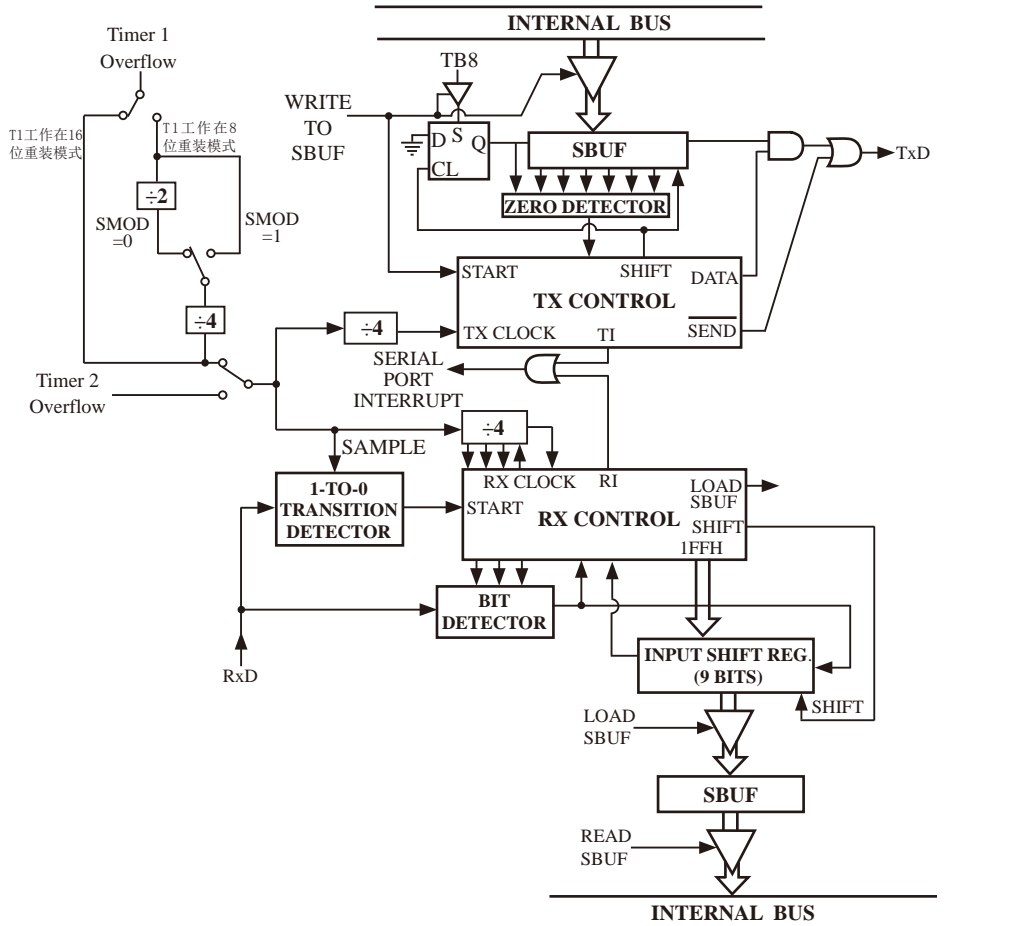 INTERNAL BUS
Timer 1
Overflow
TB8
WRITE
TO
SBUF
T1工作在16
位重装模式
T1工作在8
位重装模式
D S Q
CL
SBUF
TxD
÷2
ZERO DETECTOR
SMOD
=0
SMOD
=1
START
SHIFT
DATA
TX CONTROL
÷4
÷4
TX CLOCK
TI
SEND
SERIAL
PORT
INTERRUPT
Timer 2
Overflow
÷4
SAMPLE
RX CLOCK
RI
LOAD
SBUF
1-TO-0
TRANSITION
DETECTOR
START
RX CONTROL
SHIFT
1FFH
BIT
DETECTOR
RxD
INPUT SHIFT REG.
(9 BITS)
SHIFT
LOAD
SBUF
SBUF
READ
SBUF
INTERNAL BUS